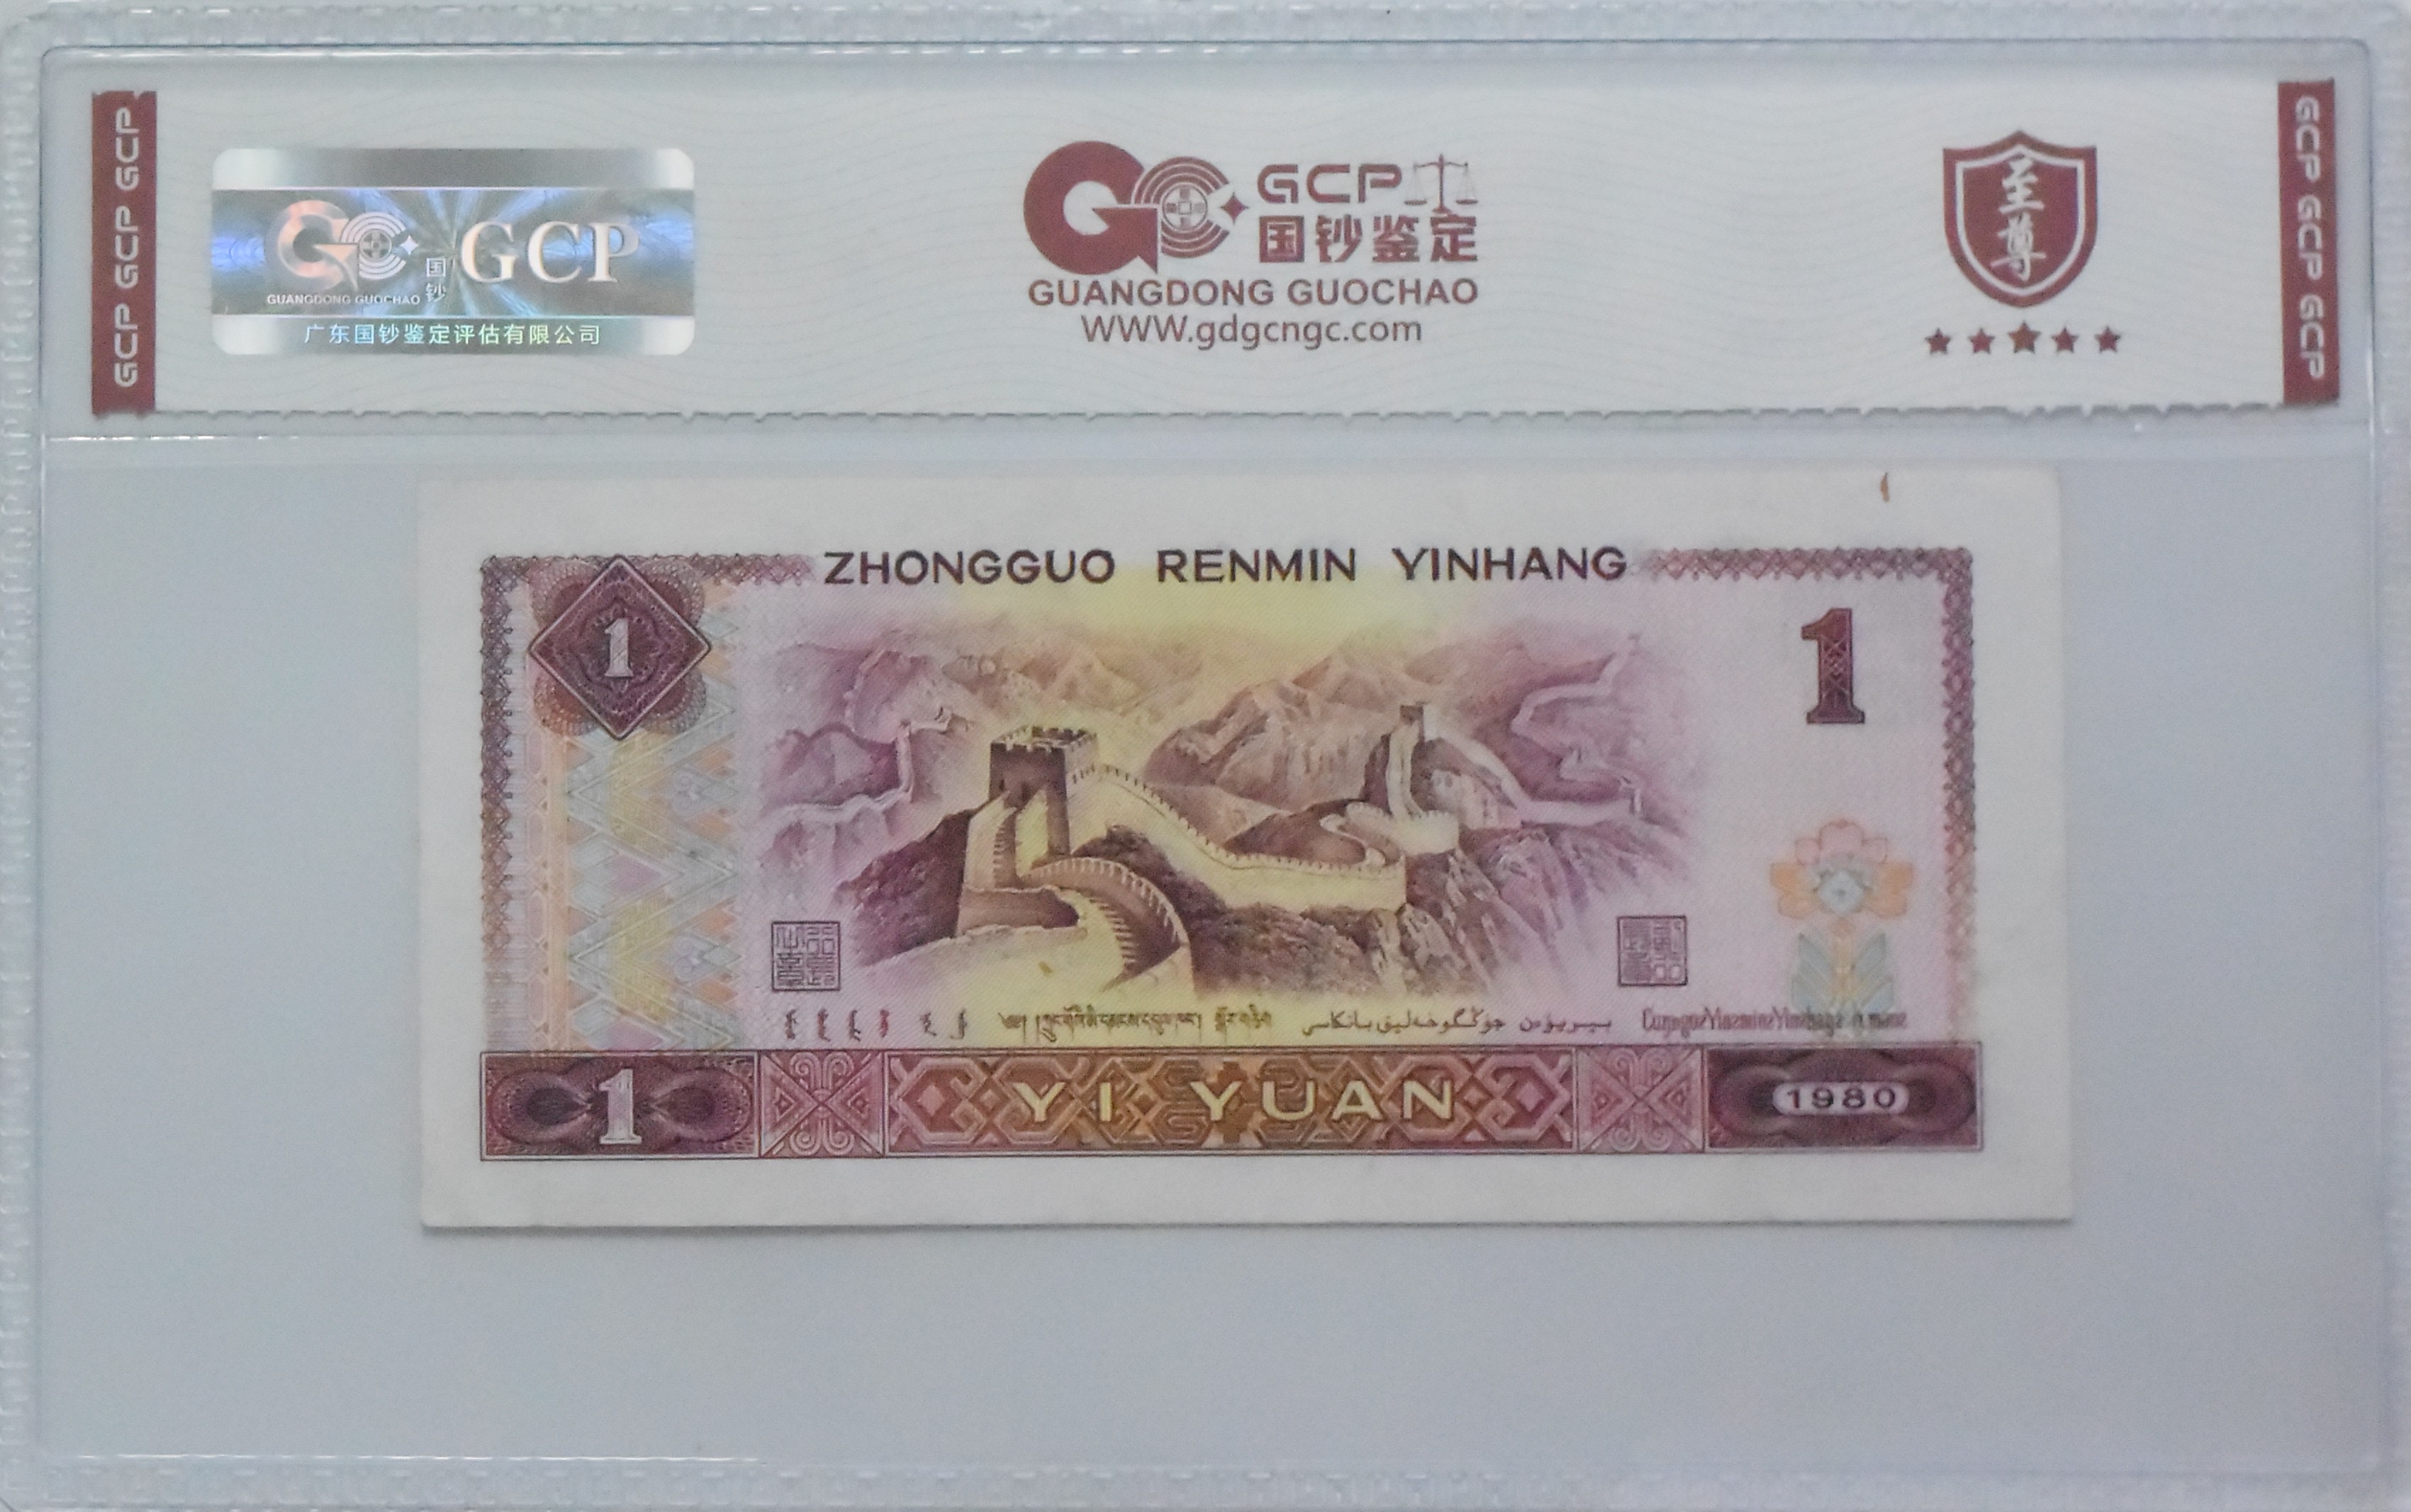 GCP GCP GCP
GCP
国钞
GUANGDONG GUOCHAO
广东国钞鉴定评估有限公司
GCP
国钞鉴定
GUANGDONG GUOCHAO
WWW.gdgcngc.com
至尊
GCP GCP GCP
ZHONGGUO RENMIN YINHANG
1
1
1
YI YUAN
1980